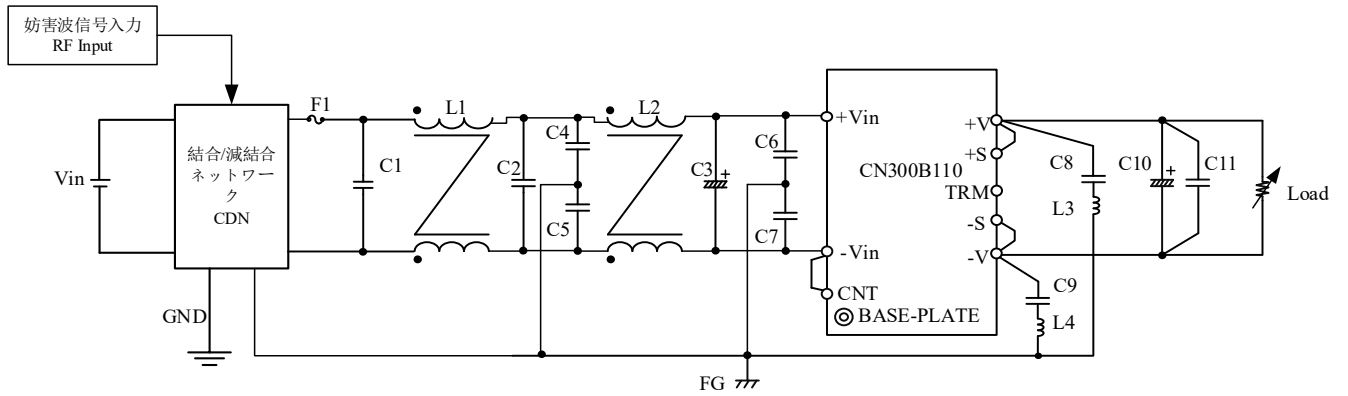 妨害波信号入力
RF Input
F1
L1
L2
C4
C6
+Vin
+V
+S
C1
C2
C3
+
CN300B110
C8
C10
+
C11
結合/減結合
ネットワー
ク
CDN
Vin
TRM
Load
L3
C5
C7
-S
-Vin
-V
C9
CNT
L4
GND
BASE-PLATE
FG